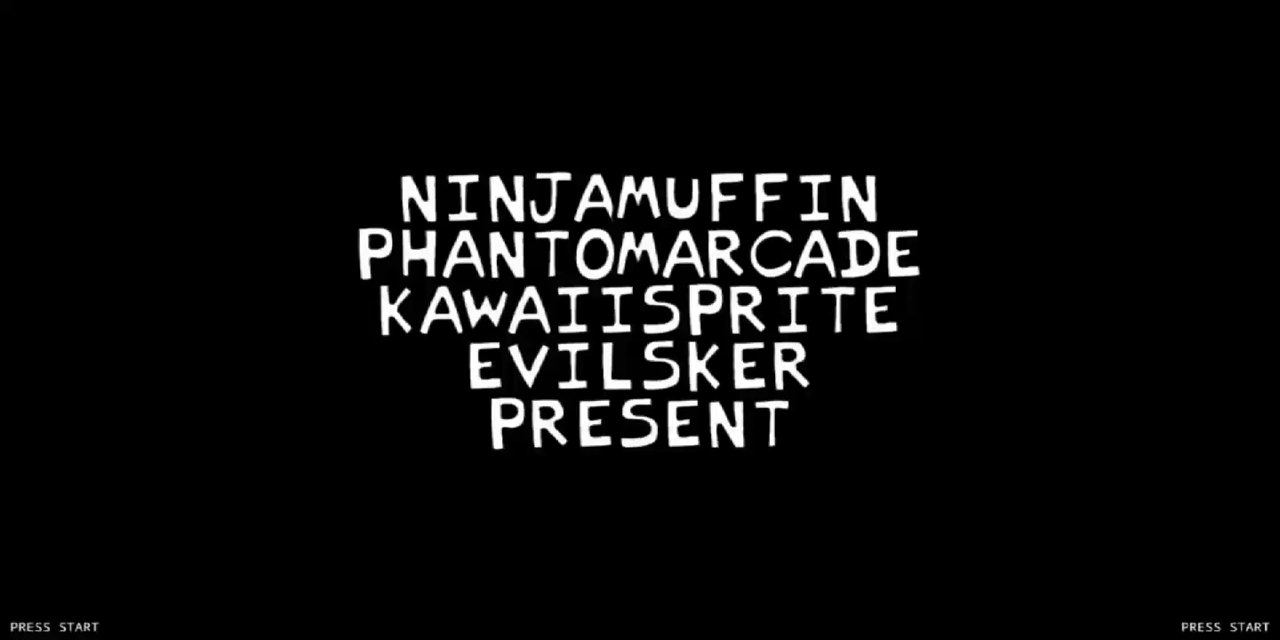 NINJAMUFFIN
PHANTOMARCADE
KAWAIISPRITE
EVILSKER
PRESENT
PRESS START
PRESS START